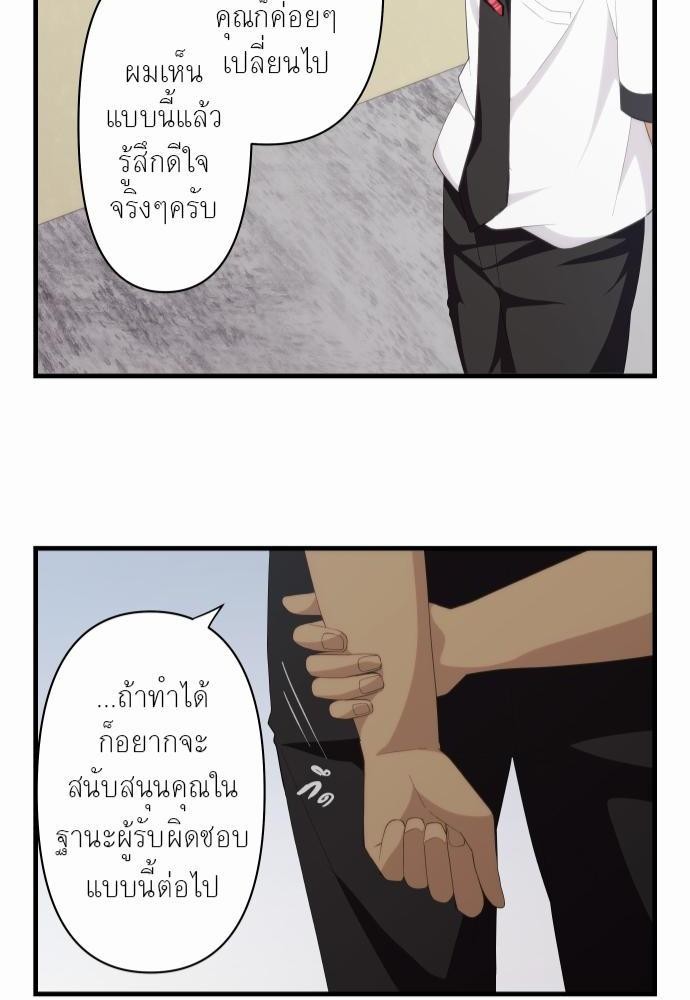 คุณก็ค่อยๆ
เปลี่ยนไป
ผมเห็น
แบบนี้แล้ว
รู้สึกดีใจ
จริงๆครับ
...ถ้าทำได้
ก็อยากจะ
สนับสนุนคุณใน
ฐานะผู้รับผิดชอบ
แบบนี้ต่อไป
กึด